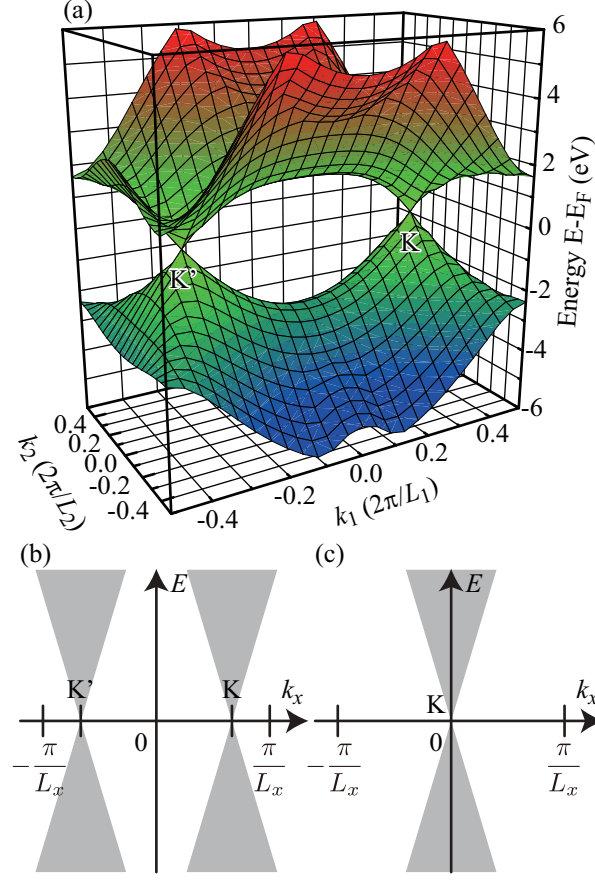 (a)
6
4
2
0
-2
-4
-6
Energy E-E_F (eV)
K
K’
0.4
0.2
0.0
-0.2
-0.4
k_2 (2π/L_2)
-0.4
-0.2
0.0
0.2
0.4
k_1 (2π/L_1)
(b)
E
K’
K
k_x
0
-π/L_x
π/L_x
(c)
E
K
k_x
0
-π/L_x
π/L_x